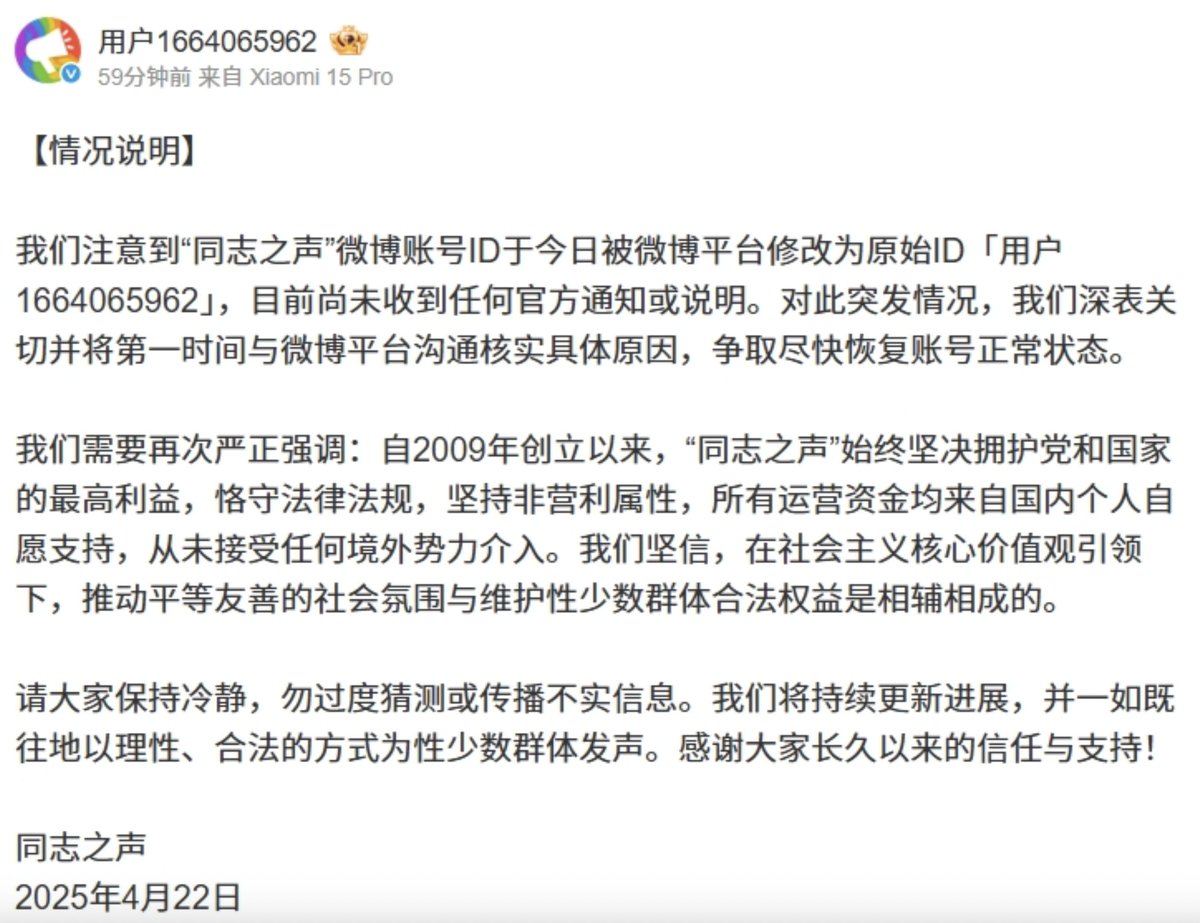 用户1664065962
59分钟前 来自 Xiaomi 15 Pro
【情况说明】
我们注意到“同志之声”微博账号ID于今日被微博平台修改为原始ID「用户
1664065962」，目前尚未收到任何官方通知或说明。对此突发情况，我们深表关
切并将第一时间与微博平台沟通核实具体原因，争取尽快恢复账号正常状态。
我们需要再次严正强调：自2009年创立以来，“同志之声”始终坚决拥护党和国家
的最高利益，恪守法律法规，坚持非营利属性，所有运营资金均来自国内个人自
愿支持，从未接受任何境外势力介入。我们坚信，在社会主义核心价值观引领
下，推动平等友善的社会氛围与维护性少数群体合法权益是相辅相成的。
请大家保持冷静，勿过度猜测或传播不实信息。我们将持续更新进展，并一如既
往地以理性、合法的方式为性少数群体发声。感谢大家长久以来的信任与支持！
同志之声
2025年4月22日